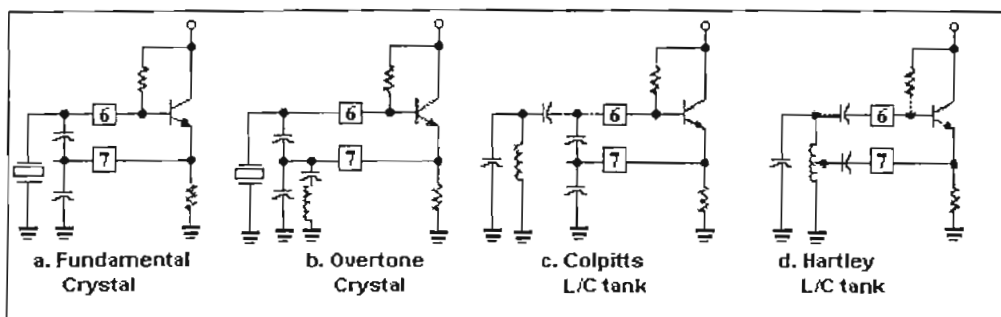 6
7
6
7
6
7
6
7
a. Fundamental
Crystal
b. Overtone
Crystal
c. Colpitts
L/C tank
d. Hartley
L/C tank